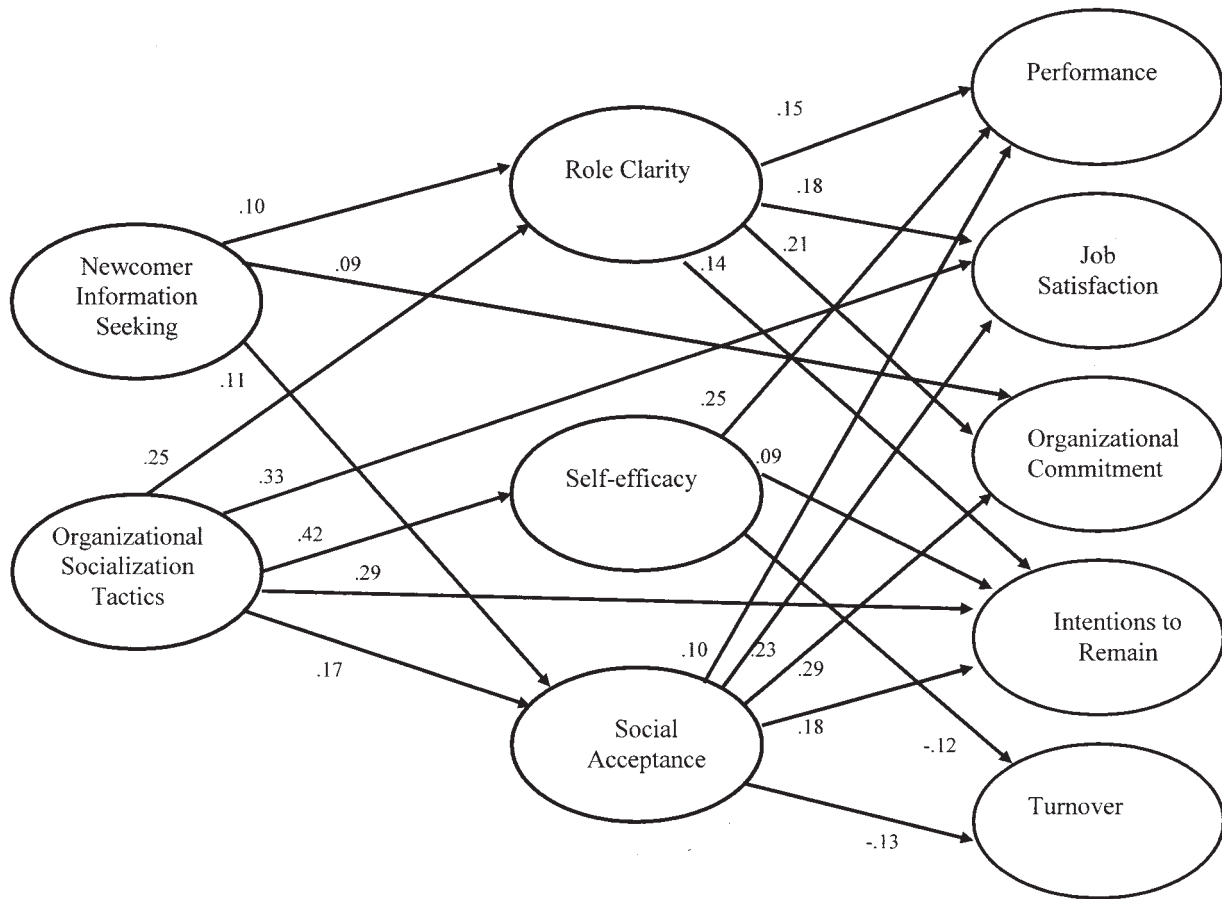 Performance
.15
Role Clarity
.18
.10
.21
Newcomer
Information
Seeking
.09
.14
Job
Satisfaction
.11
.25
Organizational
Commitment
.25
.33
.09
Self-efficacy
.42
Organizational
Socialization
Tactics
.29
Intentions to
Remain
.10
.23
.29
.17
.18
Social
Acceptance
-.12
Turnover
-.13